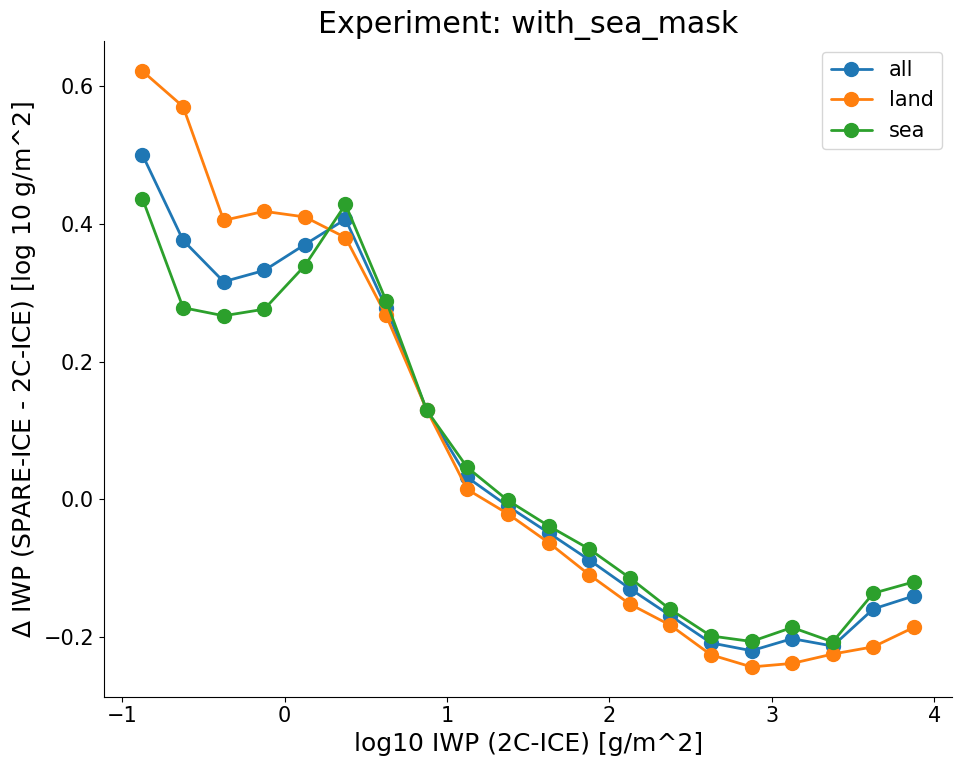 Experiment: with_sea_mask
all
land
sea
Δ IWP (SPARE-ICE - 2C-ICE) [log 10 g/m^2]
0.6
0.4
0.2
0.0
−0.2
−1 0 1 2 3 4
log10 IWP (2C-ICE) [g/m^2]